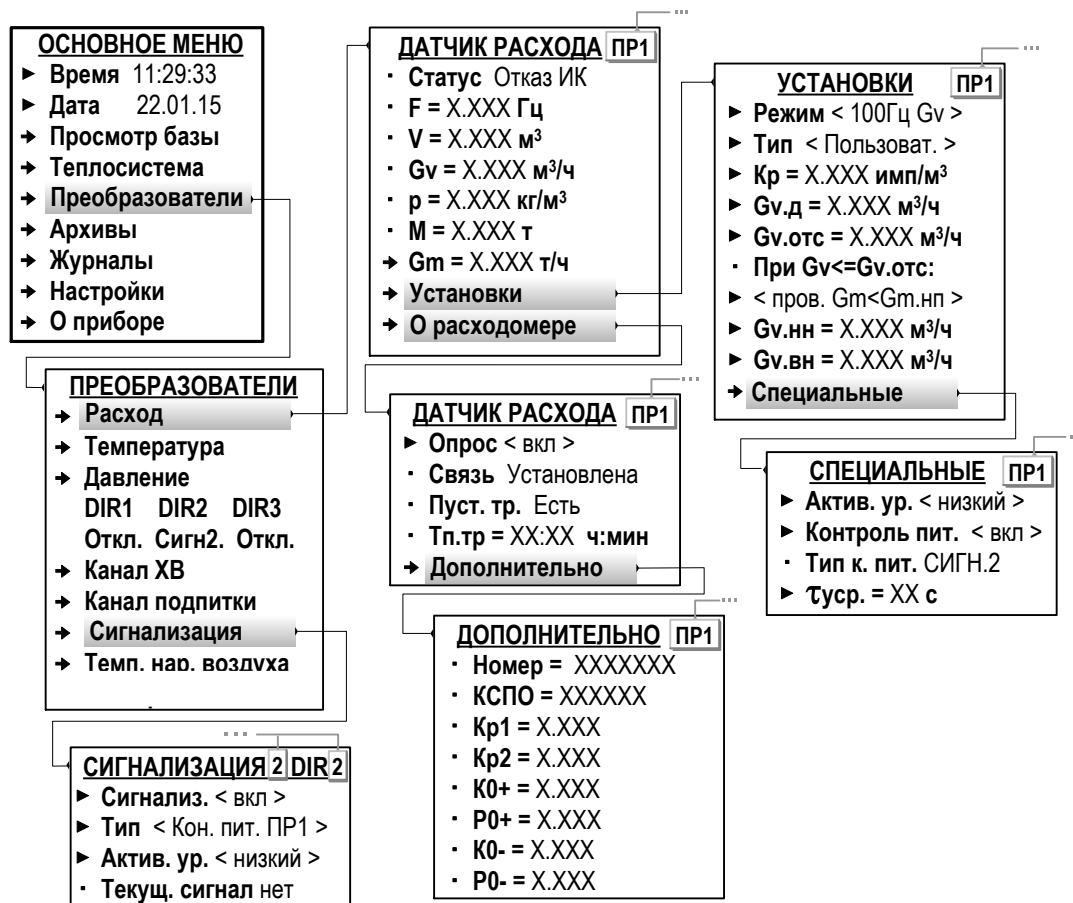 ОСНОВНОЕ МЕНЮ
► Время 11:29:33
► Дата 22.01.15
➔ Просмотр базы
➔ Теплосистема
➔ Преобразователи
➔ Архивы
➔ Журналы
➔ Настройки
➔ О приборе
ПРЕОБРАЗОВАТЕЛИ
➔ Расход
➔ Температура
➔ Давление
DIR1 DIR2 DIR3
Откл. Сигн2. Откл.
➔ Канал ХВ
➔ Канал подпитки
➔ Сигнализация
➔ Темп. нар. воздуха
СИГНАЛИЗАЦИЯ 2 DIR 2
► Сигнализ. < вкл >
► Тип < Кон. пит. ПР1 >
► Актив. ур. < низкий >
· Текущ. сигнал нет
ДАТЧИК РАСХОДА ПР1
· Статус Отказ ИК
· F = X.XXX Гц
· V = X.XXX м³
· Gv = X.XXX м³/ч
· р = X.XXX кг/м³
· М = X.XXX т
➔ Gm = X.XXX т/ч
➔ Установки
➔ О расходомере
ДАТЧИК РАСХОДА ПР1
► Опрос < вкл >
· Связь Установлена
· Пуст. тр. Есть
· Тп.тр = XX:XX ч:мин
➔ Дополнительно
ДОПОЛНИТЕЛЬНО ПР1
· Номер = XXXXXXX
· КСПО = XXXXXX
· Кр1 = X.XXX
· Кр2 = X.XXX
· К0+ = X.XXX
· Р0+ = X.XXX
· К0- = X.XXX
· Р0- = X.XXX
УСТАНОВКИ ПР1
► Режим < 100Гц Gv >
► Тип < Пользоват. >
► Кр = X.XXX имп/м³
► Gv.д = X.XXX м³/ч
► Gv.отс = X.XXX м³/ч
· При Gv<=Gv.отс:
► < пров. Gm<Gm.нп >
► Gv.нн = X.XXX м³/ч
► Gv.вн = X.XXX м³/ч
➔ Специальные
СПЕЦИАЛЬНЫЕ ПР1
► Актив. ур. < низкий >
► Контроль пит. < вкл >
· Тип к. пит. СИГН.2
► τуср. = XX с